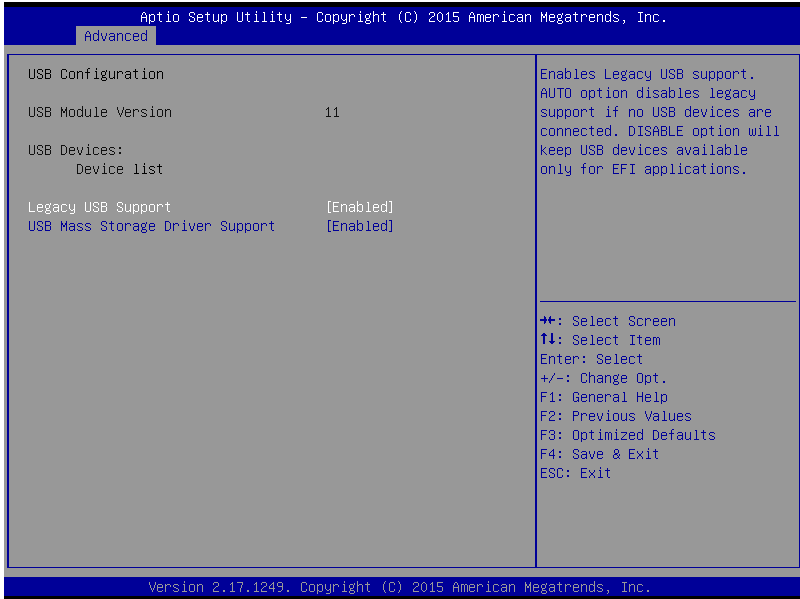 Aptio Setup Utility – Copyright (C) 2015 American Megatrends, Inc.
Advanced
USB Configuration
USB Module Version 11
USB Devices:
Device list
Legacy USB Support [Enabled]
USB Mass Storage Driver Support [Enabled]
Enables Legacy USB support.
AUTO option disables legacy
support if no USB devices are
connected. DISABLE option will
keep USB devices available
only for EFI applications.
→←: Select Screen
↑↓: Select Item
Enter: Select
+/-: Change Opt.
F1: General Help
F2: Previous Values
F3: Optimized Defaults
F4: Save & Exit
ESC: Exit
Version 2.17.1249. Copyright (C) 2015 American Megatrends, Inc.